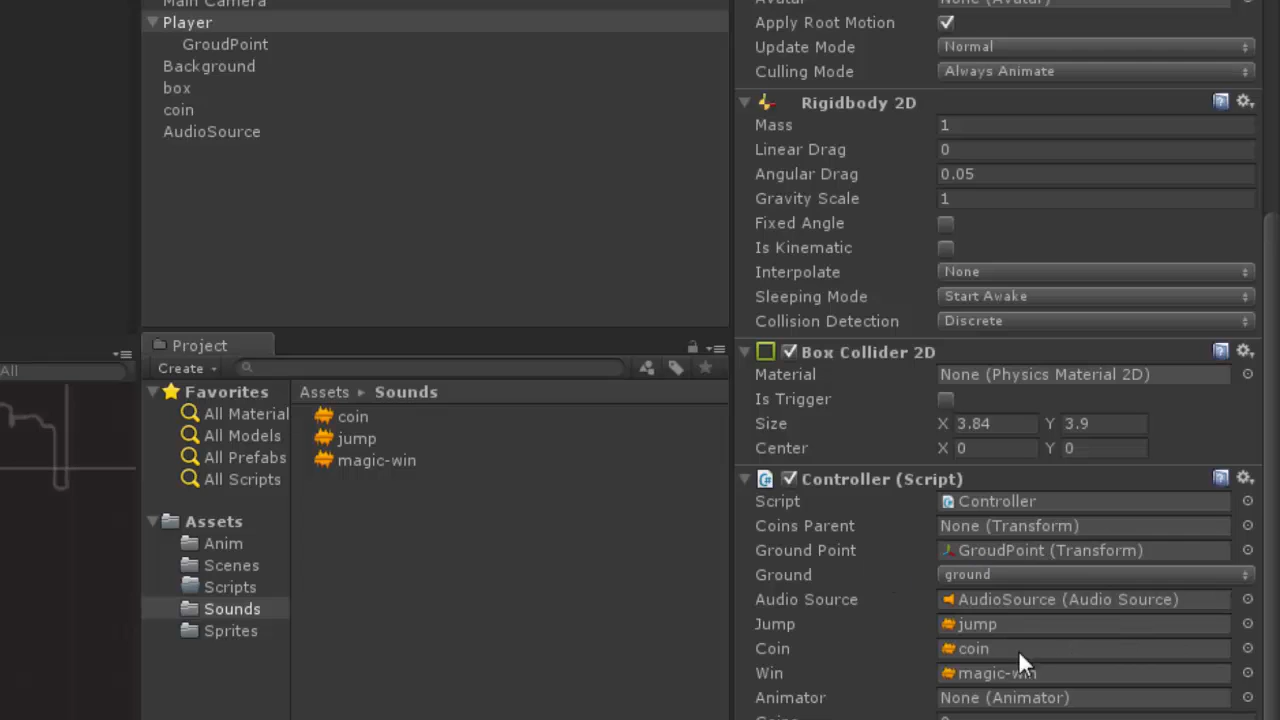 Main Camera
Player
GroudPoint
Background
box
coin
AudioSource
All
Project
Create
Favorites
All Material
All Models
All Prefabs
All Scripts
Assets
Anim
Scenes
Scripts
Sounds
Sprites
Assets ▸ Sounds
coin
jump
magic-win
Avatar None (Avatar)
Apply Root Motion
Update Mode Normal
Culling Mode Always Animate
Rigidbody 2D
Mass 1
Linear Drag 0
Angular Drag 0.05
Gravity Scale 1
Fixed Angle
Is Kinematic
Interpolate None
Sleeping Mode Start Awake
Collision Detection Discrete
Box Collider 2D
Material None (Physics Material 2D)
Is Trigger
Size X 3.84 Y 3.9
Center X 0 Y 0
Controller (Script)
Script Controller
Coins Parent None (Transform)
Ground Point GroudPoint (Transform)
Ground ground
Audio Source AudioSource (Audio Source)
Jump jump
Coin coin
Win magic-win
Animator None (Animator)
Coins 0